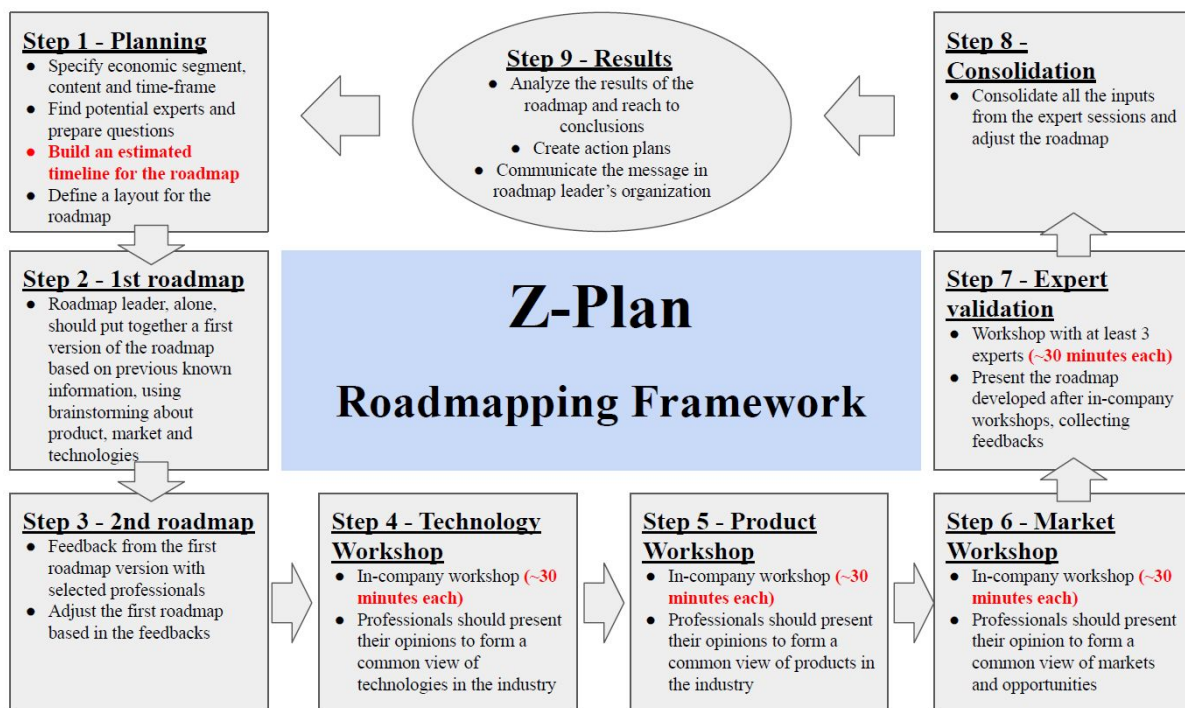 Step 1 - Planning
● Specify economic segment,
content and time-frame
● Find potential experts and
prepare questions
● Build an estimated
timeline for the roadmap
● Define a layout for the
roadmap
Step 2 - 1st roadmap
● Roadmap leader, alone,
should put together a first
version of the roadmap
based on previous known
information, using
brainstorming about
product, market and
technologies
Step 3 - 2nd roadmap
● Feedback from the first
roadmap version with
selected professionals
● Adjust the first roadmap
based in the feedbacks
Step 4 - Technology
Workshop
● In-company workshop (~30
minutes each)
● Professionals should present
their opinions to form a
common view of
technologies in the industry
Step 5 - Product
Workshop
● In-company workshop (~30
minutes each)
● Professionals should present
their opinions to form a
common view of products in
the industry
Step 6 - Market
Workshop
● In-company workshop (~30
minutes each)
● Professionals should present
their opinion to form a
common view of markets
and opportunities
Step 7 - Expert
validation
● Workshop with at least 3
experts (~30 minutes each)
● Present the roadmap
developed after in-company
workshops, collecting
feedbacks
Step 8 -
Consolidation
● Consolidate all the inputs
from the expert sessions and
adjust the roadmap
Step 9 - Results
● Analyze the results of the
roadmap and reach to
conclusions
● Create action plans
● Communicate the message in
roadmap leader's organization
Z-Plan
Roadmapping Framework